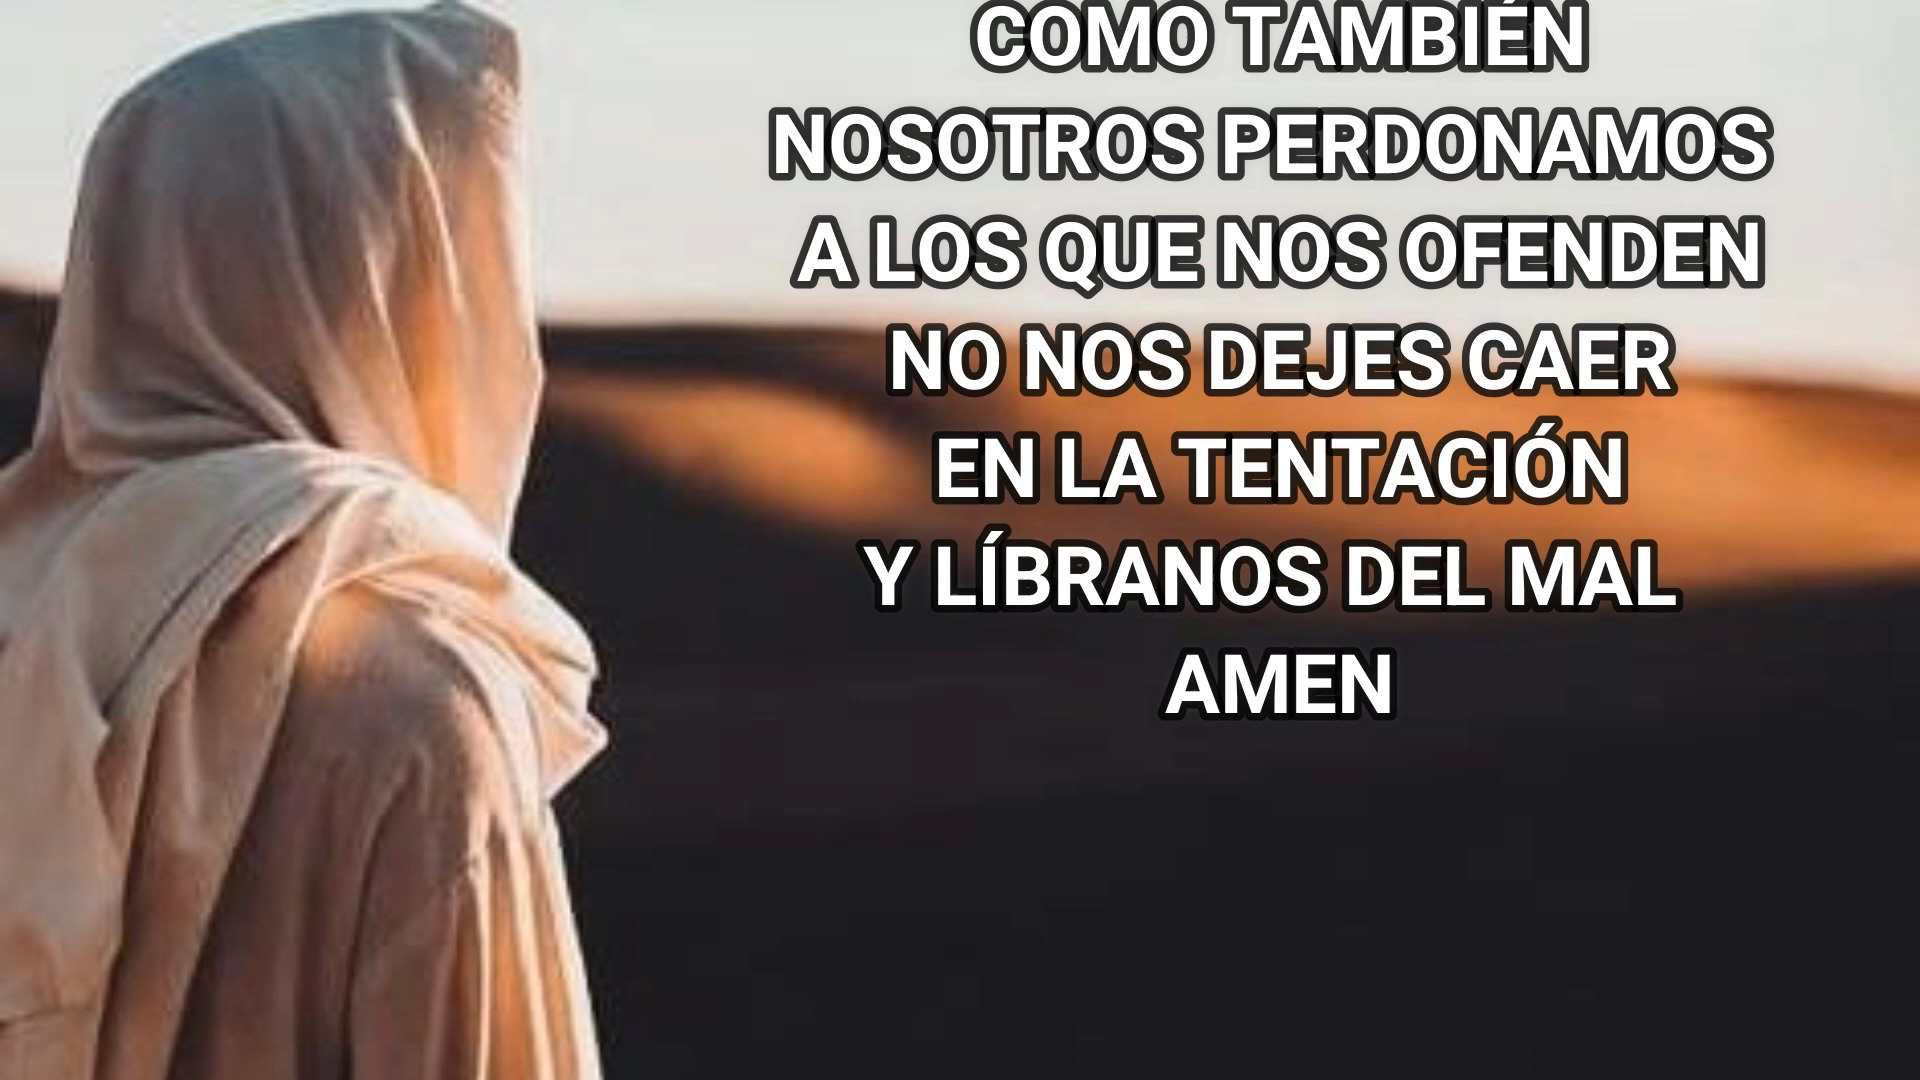 COMO TAMBIÉN
NOSOTROS PERDONAMOS
A LOS QUE NOS OFENDEN
NO NOS DEJES CAER
EN LA TENTACIÓN
Y LÍBRANOS DEL MAL
AMEN